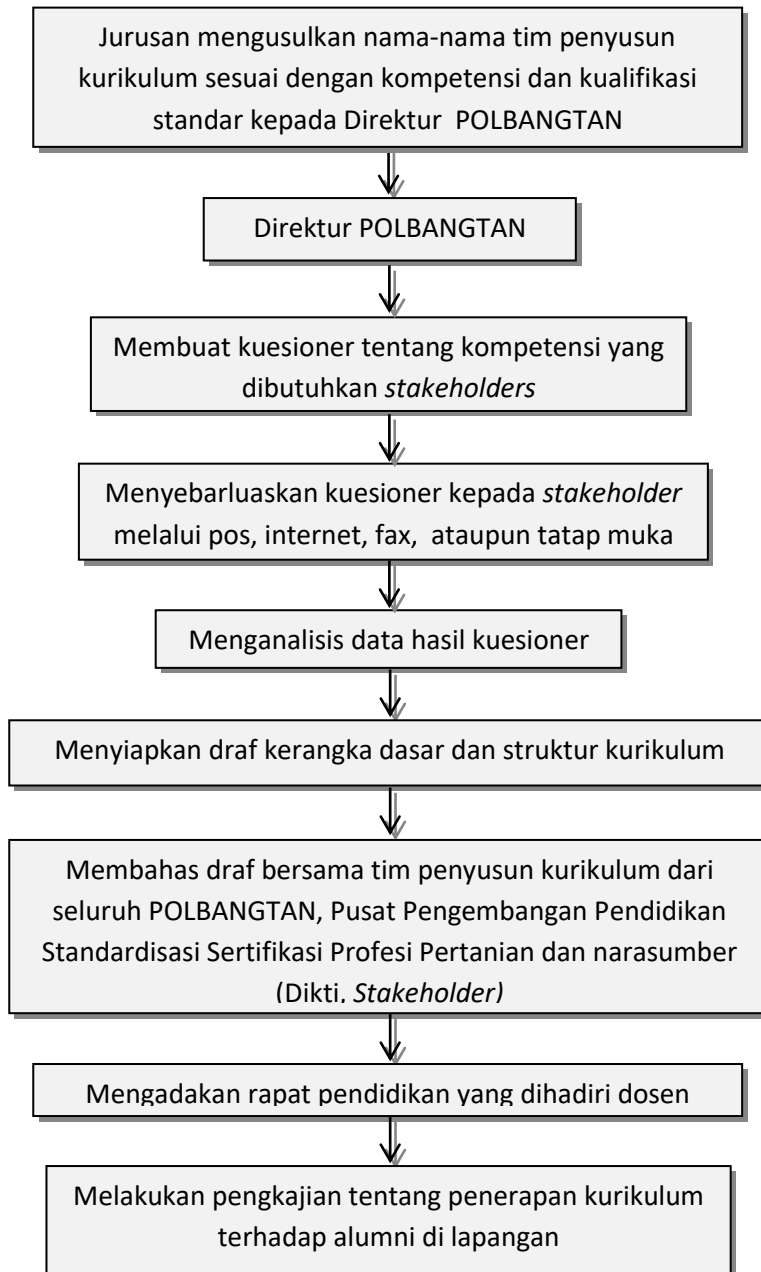 Jurusan mengusulkan nama-nama tim penyusun
kurikulum sesuai dengan kompetensi dan kualifikasi
standar kepada Direktur POLBANGTAN
Direktur POLBANGTAN
Membuat kuesioner tentang kompetensi yang
dibutuhkan stakeholders
Menyebarluaskan kuesioner kepada stakeholder
melalui pos, internet, fax, ataupun tatap muka
Menganalisis data hasil kuesioner
Menyiapkan draf kerangka dasar dan struktur kurikulum
Membahas draf bersama tim penyusun kurikulum dari
seluruh POLBANGTAN, Pusat Pengembangan Pendidikan
Standardisasi Sertifikasi Profesi Pertanian dan narasumber
(Dikti, Stakeholder)
Mengadakan rapat pendidikan yang dihadiri dosen
Melakukan pengkajian tentang penerapan kurikulum
terhadap alumni di lapangan